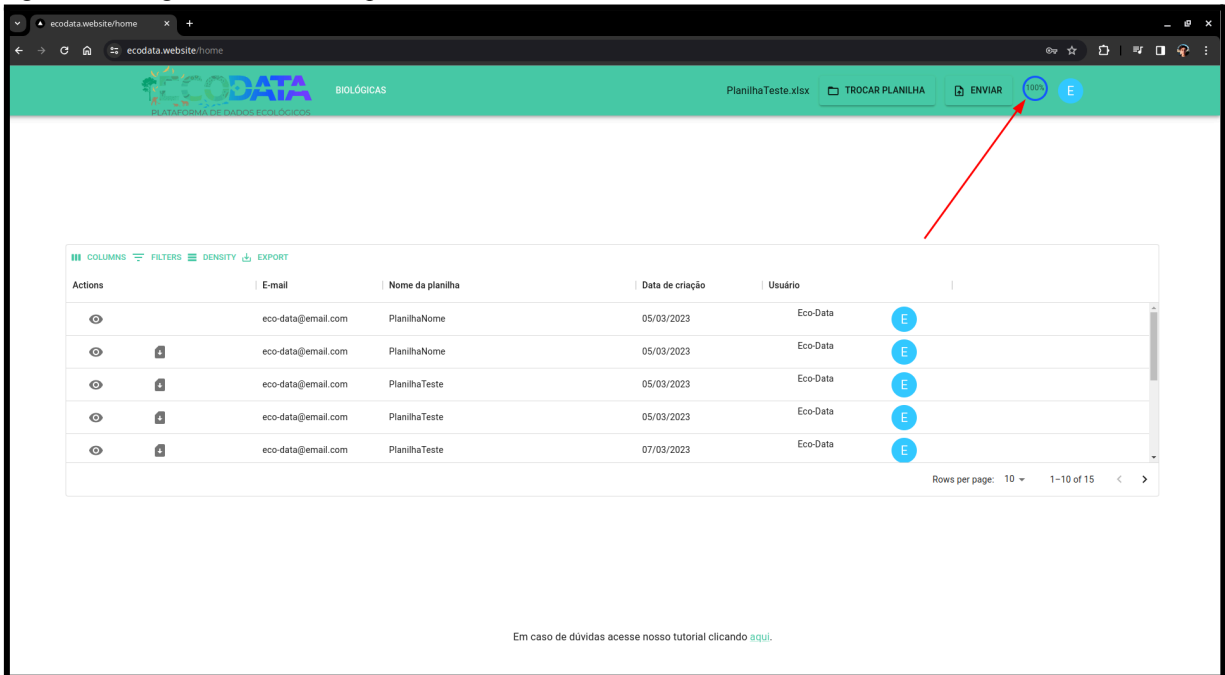 ecodata.website/home
ecodata.website/home
ECODATA
PLATAFORMA DE DADOS ECOLÓGICOS
BIOLÓGICAS
PlanilhaTeste.xlsx TROCAR PLANILHA ENVIAR 100% E
COLUMNS FILTERS DENSITY EXPORT
Actions E-mail Nome da planilha Data de criação Usuário
eco-data@email.com PlanilhaNome 05/03/2023 Eco-Data E
eco-data@email.com PlanilhaNome 05/03/2023 Eco-Data E
eco-data@email.com PlanilhaTeste 05/03/2023 Eco-Data E
eco-data@email.com PlanilhaTeste 05/03/2023 Eco-Data E
eco-data@email.com PlanilhaTeste 07/03/2023 Eco-Data E
Rows per page: 10 1–10 of 15
Em caso de dúvidas acesse nosso tutorial clicando aqui.